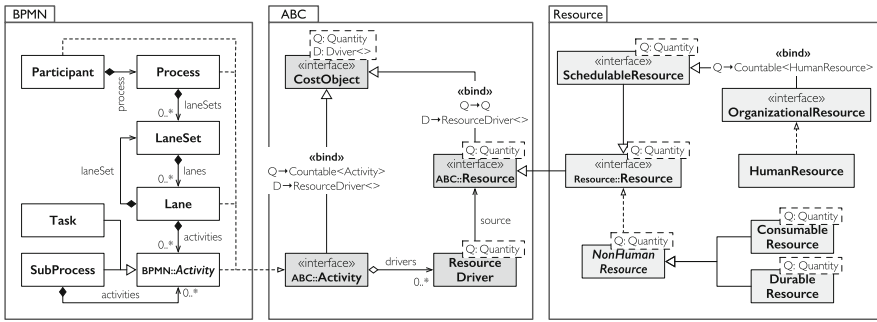 BPMN
Participant
Process
process
laneSets
0..*
LaneSet
laneSet
lanes
0..*
Lane
Task
activities
0..*
SubProcess
BPMN::Activity
activities
0..*
ABC
Q: Quantity
D: Dviver<>
«interface»
CostObject
«bind»
Q→Q
D→ResourceDriver<>
«bind»
Q→Countable<Activity>
D→ResourceDriver<>
Q: Quantity
«interface»
ABC::Resource
source
«interface»
ABC::Activity
drivers
0..*
Q: Quantity
Resource
Driver
Resource
Q: Quantity
«interface»
SchedulableResource
«bind»
Q→Countable<HumanResource>
«interface»
OrganizationalResource
Q: Quantity
«interface»
Resource::Resource
HumanResource
Q: Quantity
NonHuman
Resource
Q: Quantity
Consumable
Resource
Q: Quantity
Durable
Resource